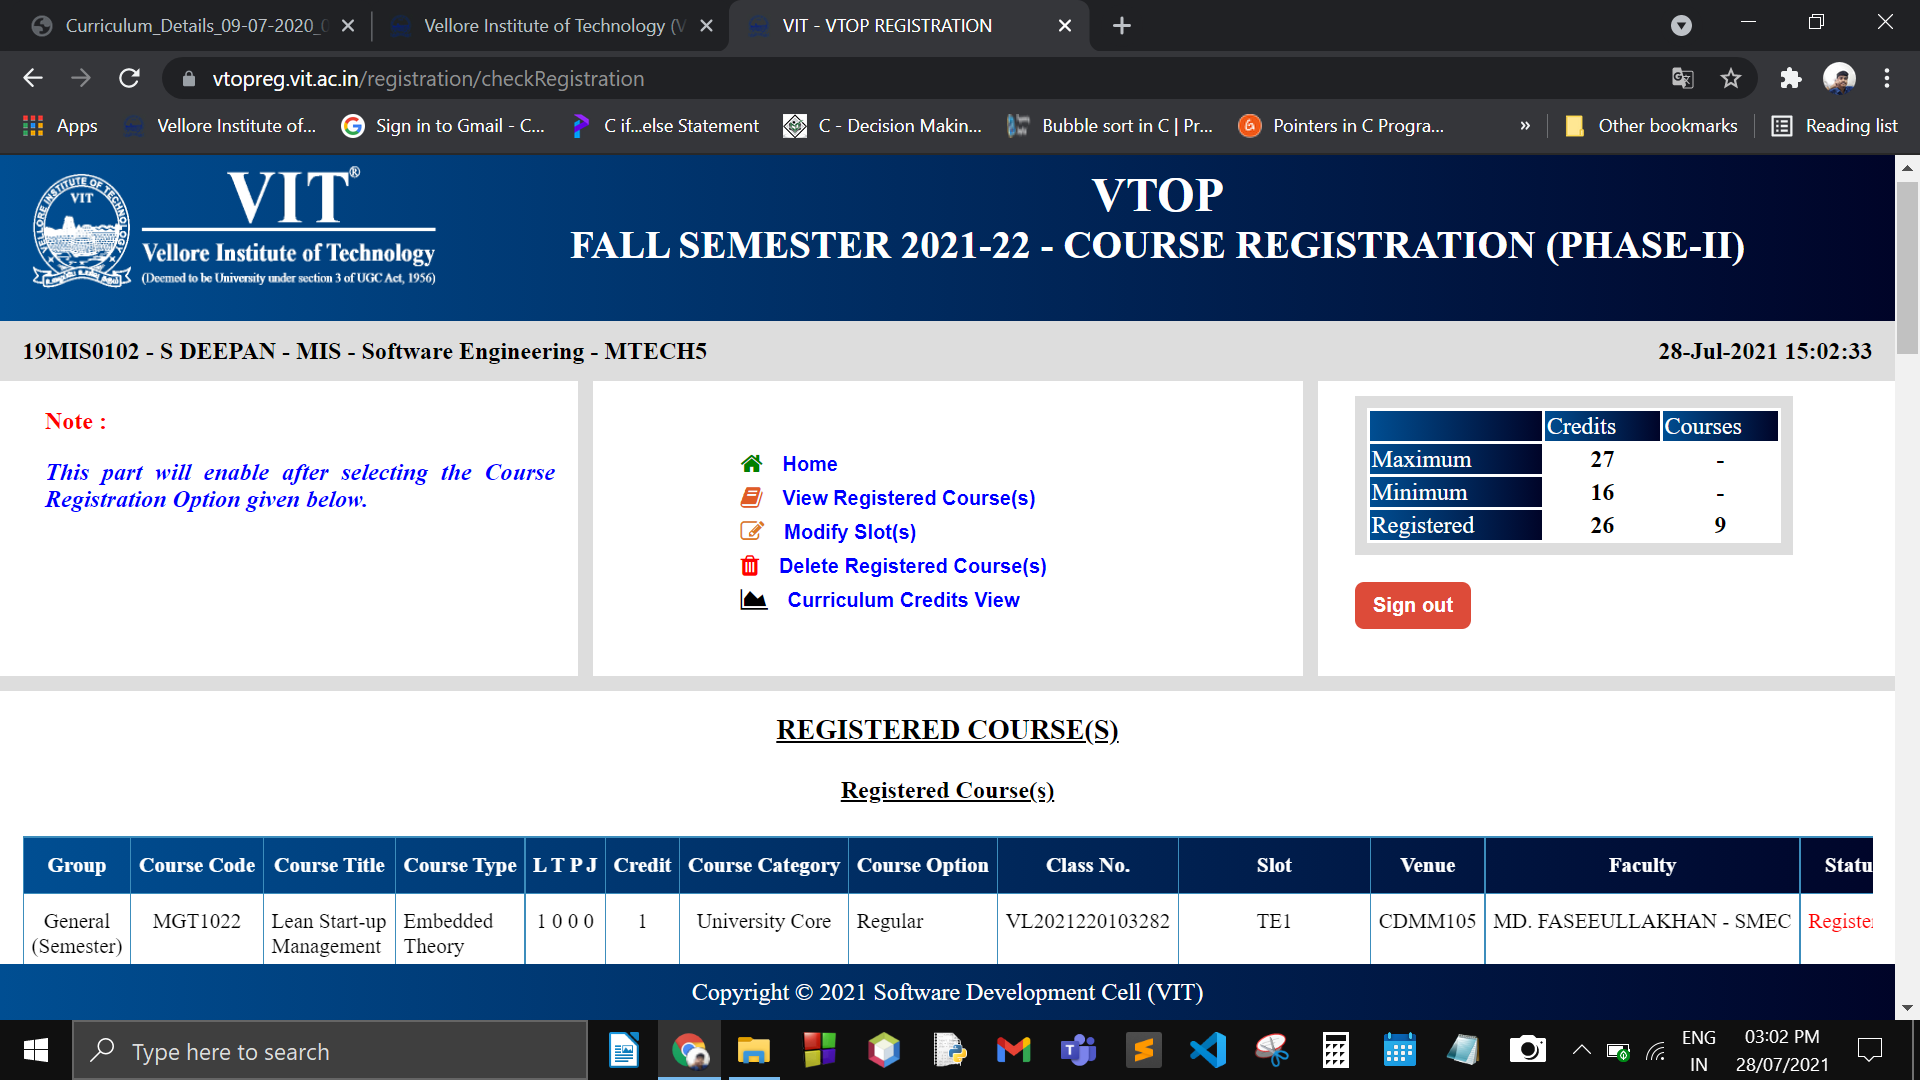 Curriculum_Details_09-07-2020_0
Vellore Institute of Technology (V
VIT - VTOP REGISTRATION
vtopreg.vit.ac.in/registration/checkRegistration
Apps
Vellore Institute of...
Sign in to Gmail - C...
C if...else Statement
C - Decision Makin...
Bubble sort in C | Pr...
Pointers in C Progra...
»
Other bookmarks
Reading list
VELLORE INSTITUTE OF TECHNOLOGY
VIT
VIT®
Vellore Institute of Technology
(Deemed to be University under section 3 of UGC Act, 1956)
VTOP
FALL SEMESTER 2021-22 - COURSE REGISTRATION (PHASE-II)
19MIS0102 - S DEEPAN - MIS - Software Engineering - MTECH5
28-Jul-2021 15:02:33
Note :
This part will enable after selecting the Course
Registration Option given below.
Home
View Registered Course(s)
Modify Slot(s)
Delete Registered Course(s)
Curriculum Credits View
Credits Courses
Maximum 27 -
Minimum 16 -
Registered 26 9
Sign out
REGISTERED COURSE(S)
Registered Course(s)
Group Course Code Course Title Course Type L T P J Credit Course Category Course Option Class No. Slot Venue Faculty Statu
General MGT1022 Lean Start-up Embedded 1 0 0 0 1 University Core Regular VL2021220103282 TE1 CDMM105 MD. FASEEULLAKHAN - SMEC Register
(Semester) Management Theory
Copyright © 2021 Software Development Cell (VIT)
Type here to search
ENG
IN
03:02 PM
28/07/2021